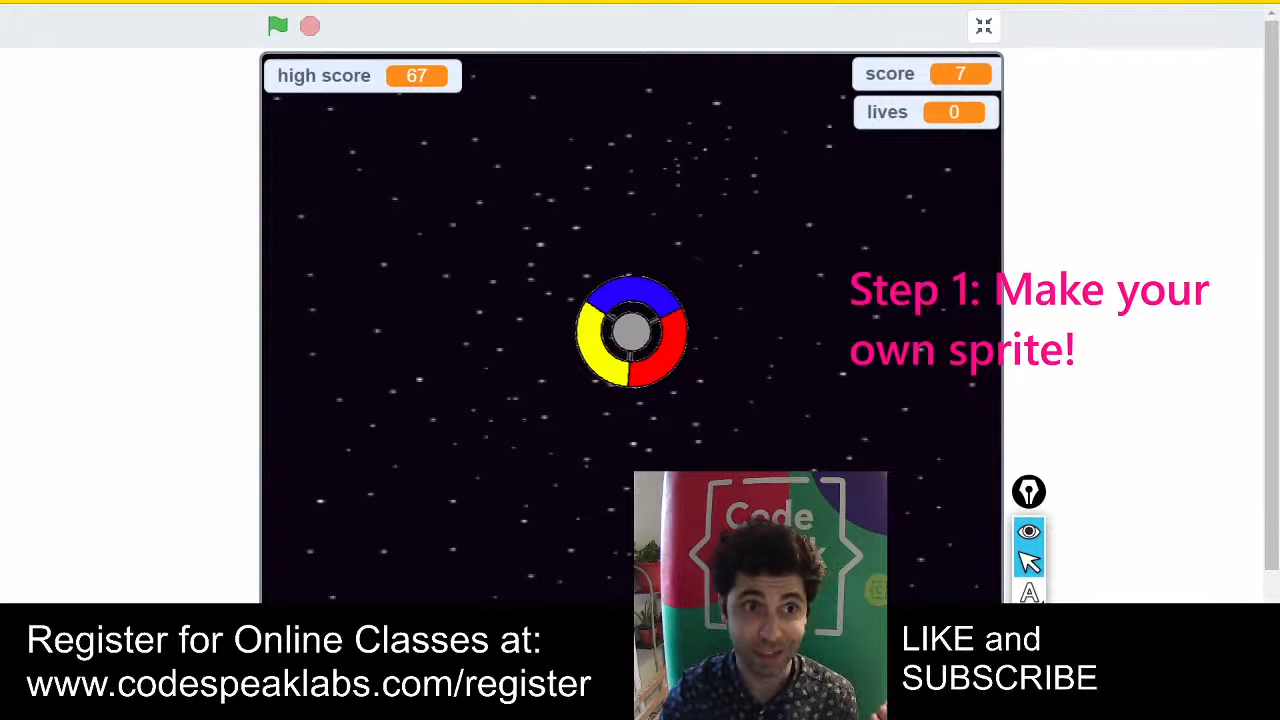 high score 67
score 7
lives 0
Step 1: Make your
own sprite!
Code
A
Register for Online Classes at:
www.codespeaklabs.com/register
LIKE and
SUBSCRIBE